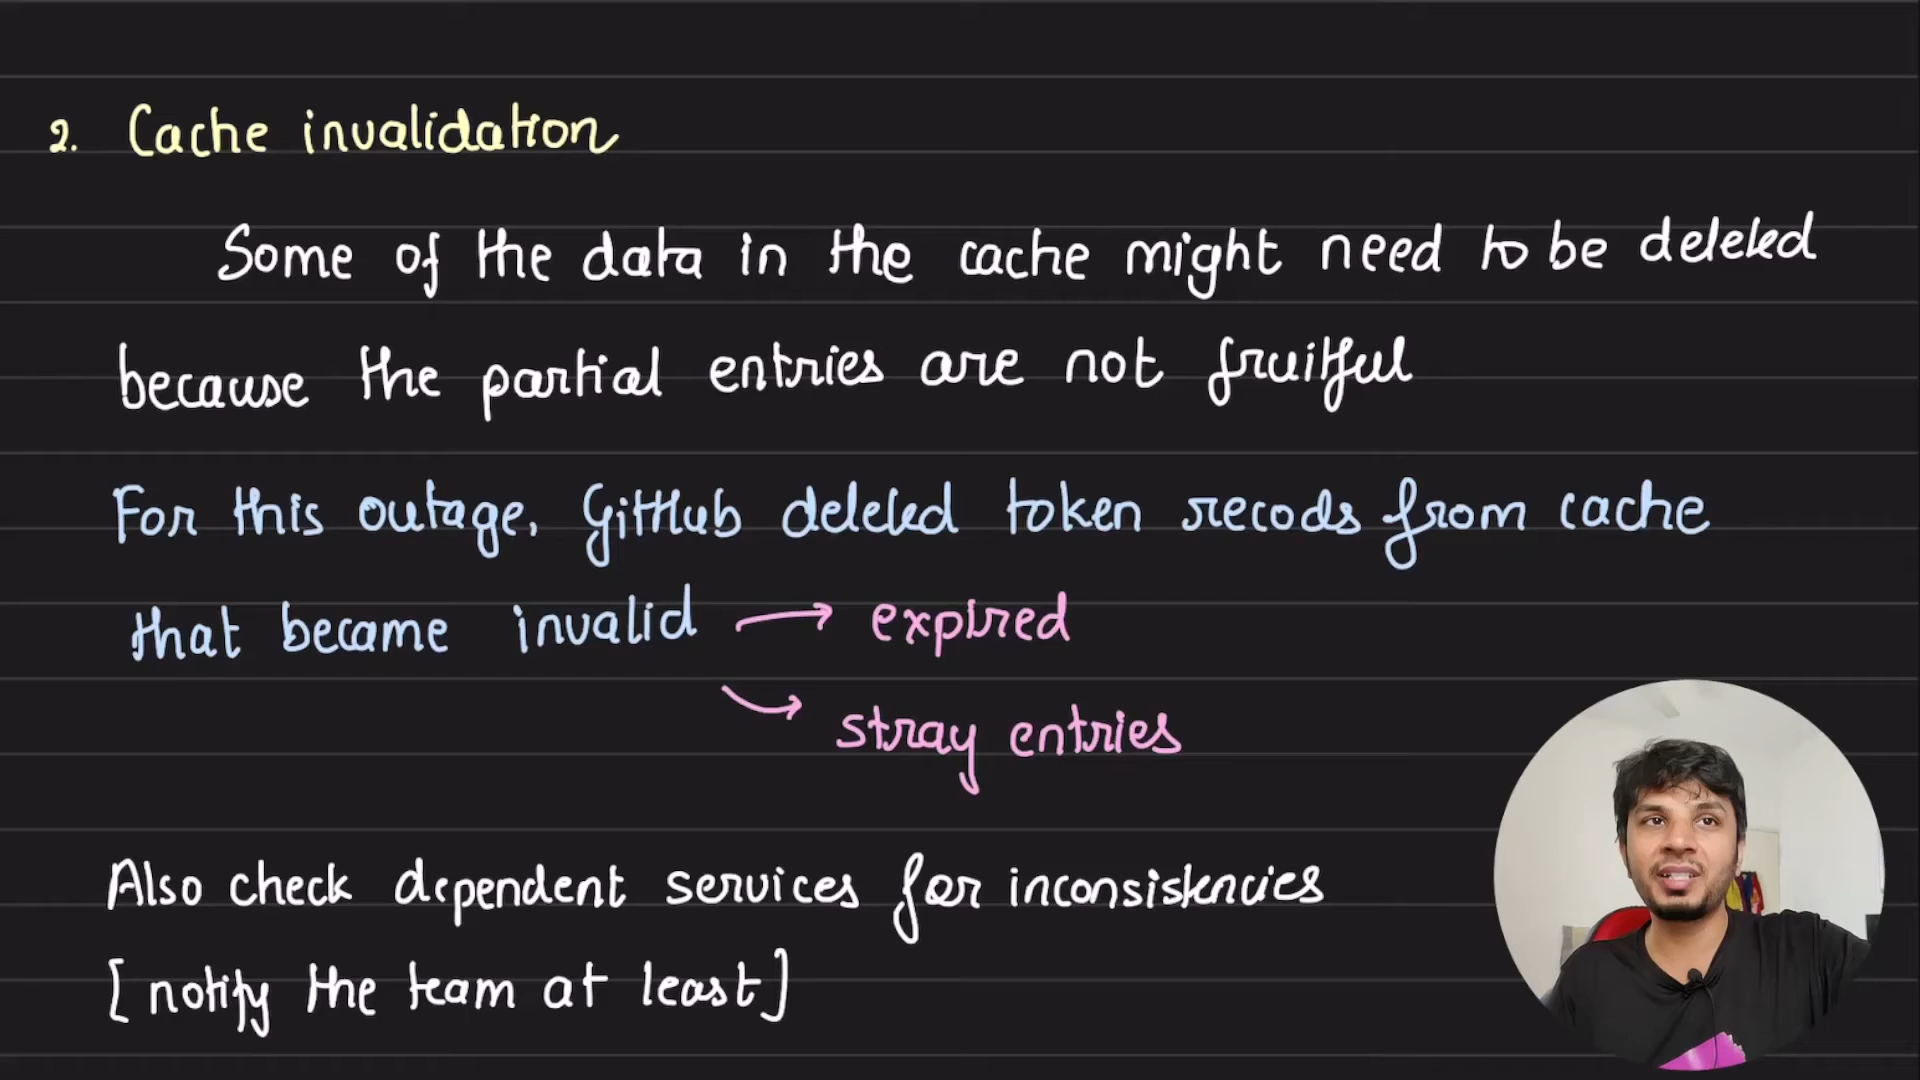 2. Cache invalidation
Some of the data in the cache might need to be deleted
because the partial entries are not fruitful
For this outage, GitHub deleted token recods from cache
that became invalid → expired
→ stray entries
Also check dependent services for inconsistencies
[notify the team at least]